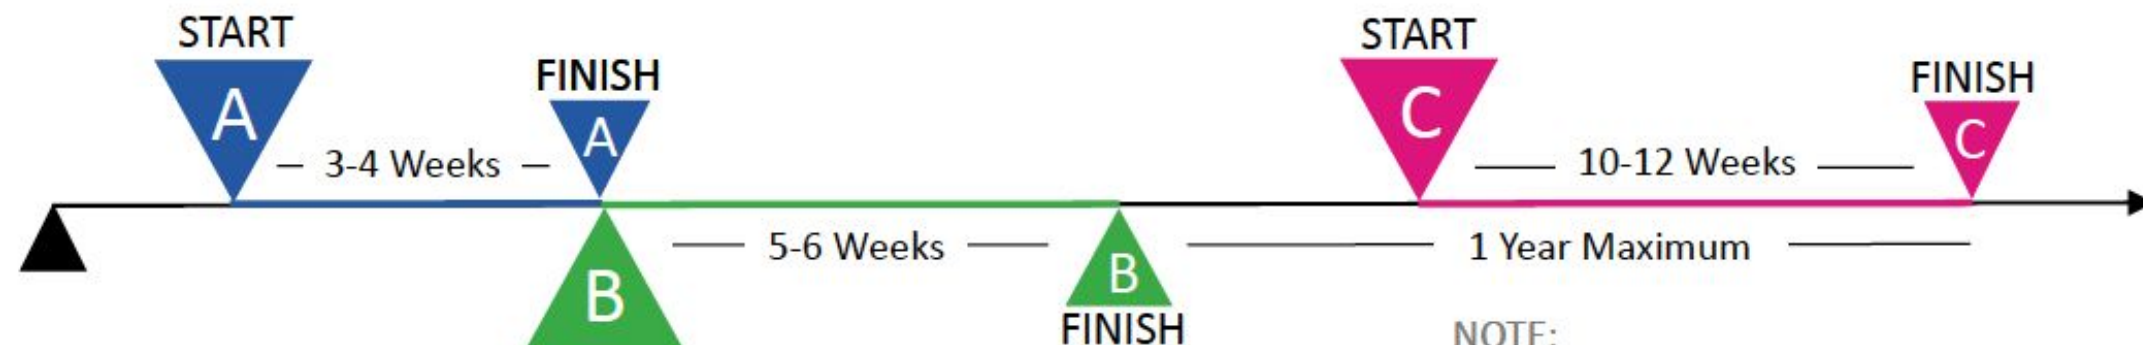 START
A
FINISH
A
3-4 Weeks
START
C
FINISH
C
10-12 Weeks
B
5-6 Weeks
B
FINISH
1 Year Maximum
NOTE: